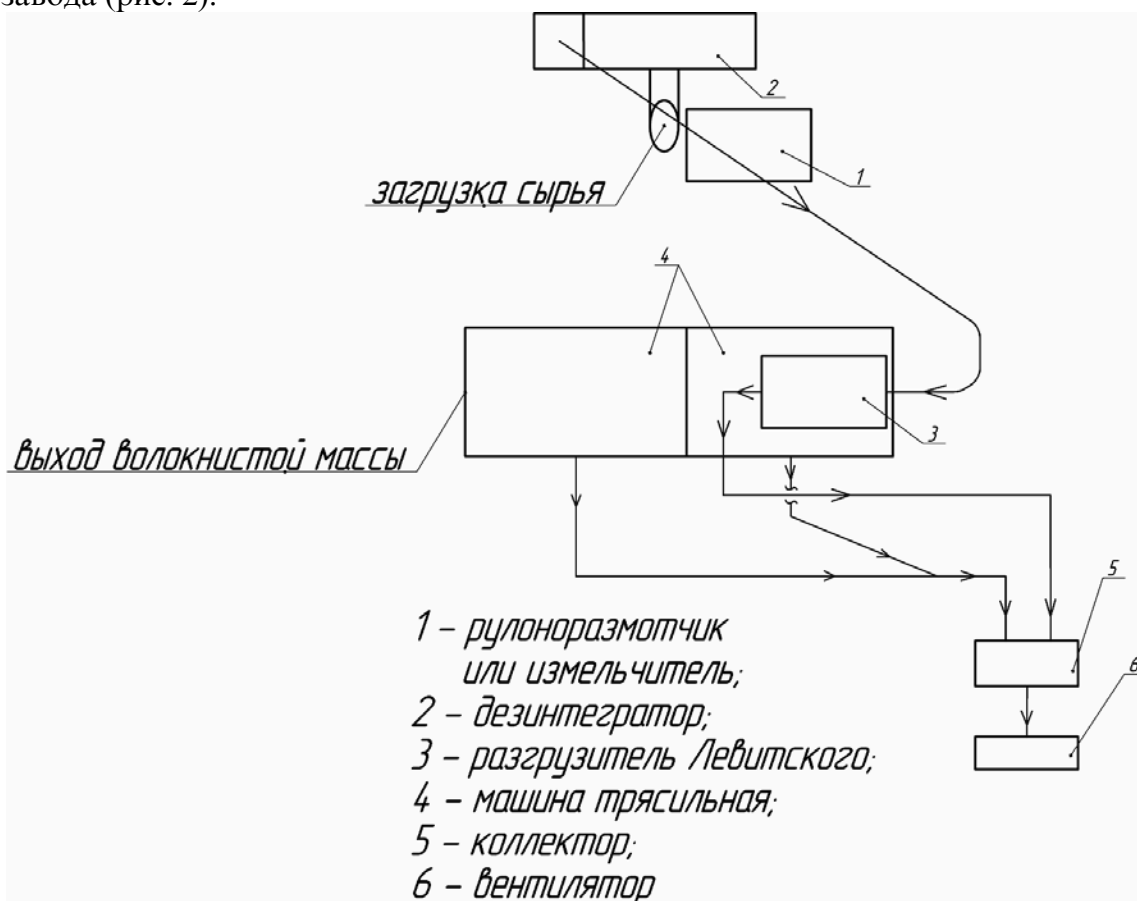 завода (рис. 2).
2
1
загрузка сырья
4
3
выход волокнистой массы
5
6
1 – рулоноразмотчик
или измельчитель;
2 – дезинтегратор;
3 – разгрузитель Левитского;
4 – машина трясильная;
5 – коллектор;
6 – вентилятор